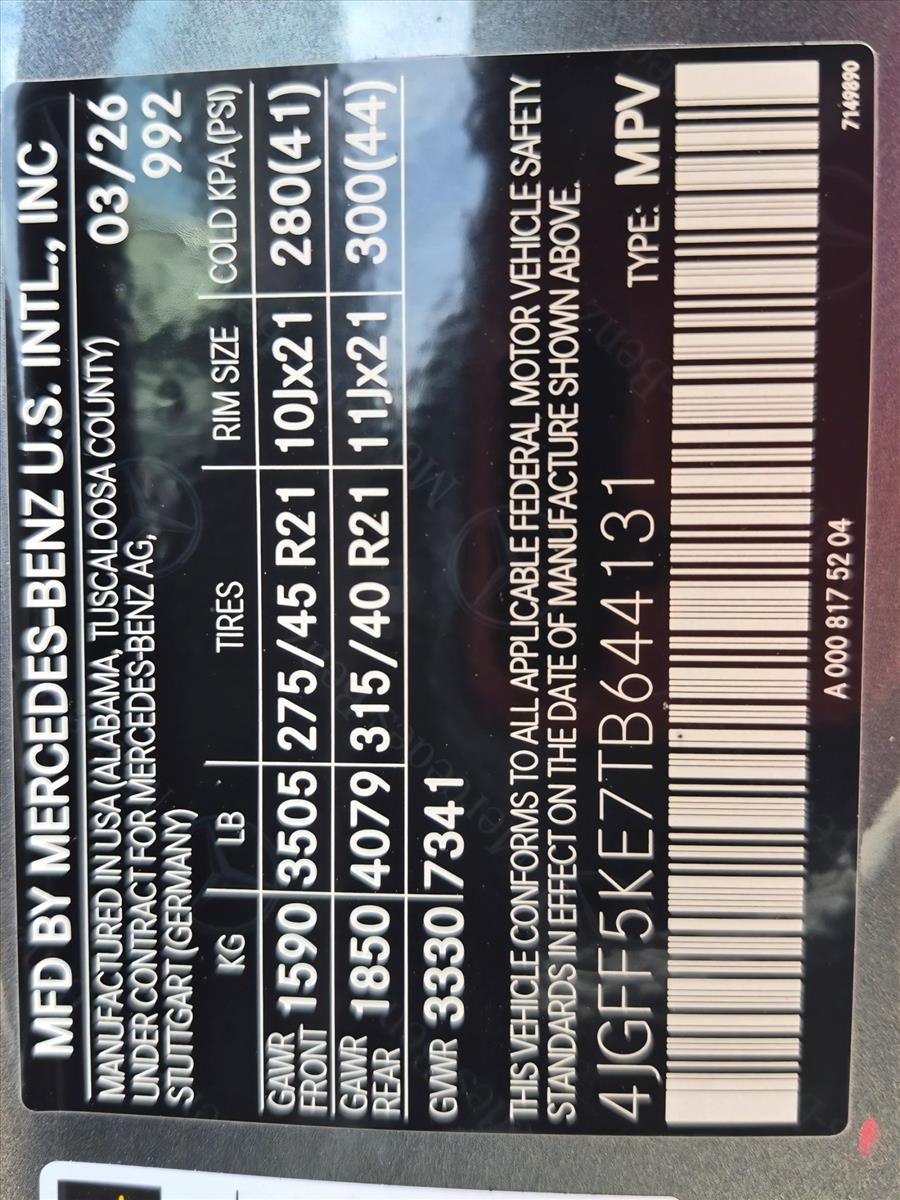 MFD BY MERCEDES-BENZ U.S. INTL., INC
MANUFACTURED IN USA (ALABAMA, TUSCALOOSA COUNTY) 03/26
UNDER CONTRACT FOR MERCEDES-BENZ AG, 992
STUTTGART (GERMANY)
KG LB TIRES RIM SIZE COLD KPA(PSI)
GAWR FRONT 1590 3505 275/45 R21 10Jx21 280(41)
GAWR REAR 1850 4079 315/40 R21 11Jx21 300(44)
GVWR 3330 7341
THIS VEHICLE CONFORMS TO ALL APPLICABLE FEDERAL MOTOR VEHICLE SAFETY
STANDARDS IN EFFECT ON THE DATE OF MANUFACTURE SHOWN ABOVE.
4JGFF5KE7TB644131 TYPE: MPV
A 000 817 52 04 7149890